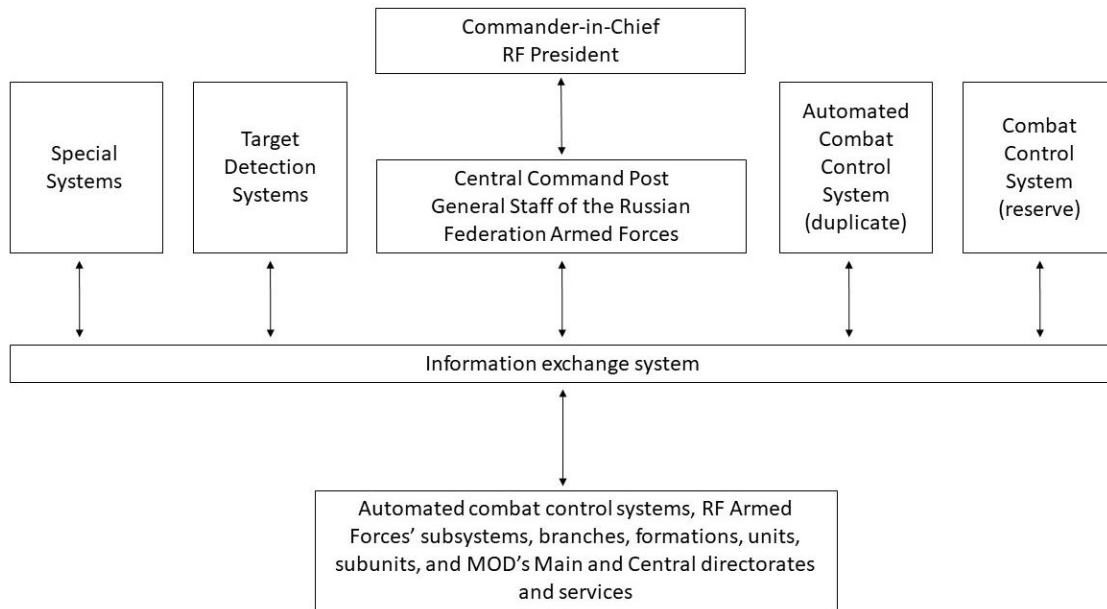 Commander-in-Chief
RF President
Special
Systems
Target
Detection
Systems
Central Command Post
General Staff of the Russian
Federation Armed Forces
Automated
Combat
Control
System
(duplicate)
Combat
Control
System
(reserve)
Information exchange system
Automated combat control systems, RF Armed
Forces’ subsystems, branches, formations, units,
subunits, and MOD’s Main and Central directorates
and services